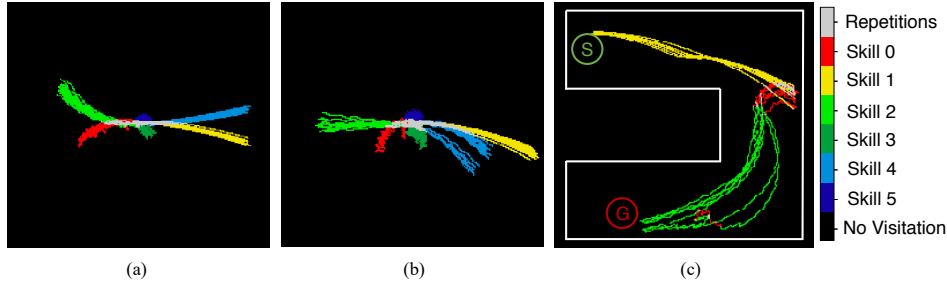 S
G
Repetitions
Skill 0
Skill 1
Skill 2
Skill 3
Skill 4
Skill 5
No Visitation
(a)
(b)
(c)